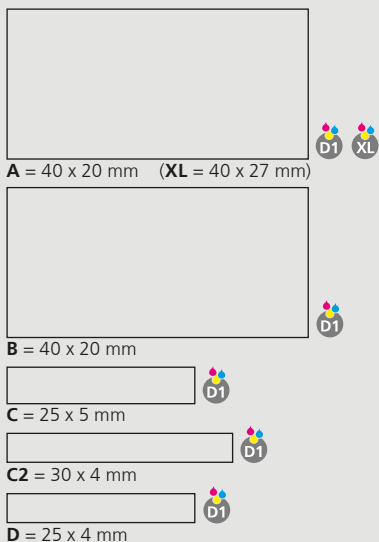 D1 XL
A = 40 x 20 mm (XL = 40 x 27 mm)
D1
B = 40 x 20 mm
D1
C = 25 x 5 mm
D1
C2 = 30 x 4 mm
D1
D = 25 x 4 mm